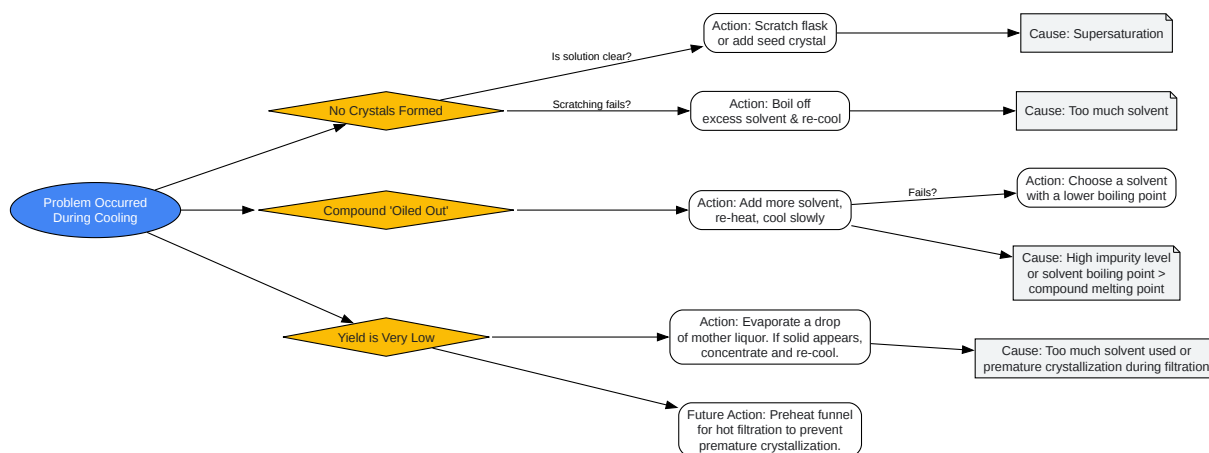 Problem Occurred
During Cooling
No Crystals Formed
Is solution clear?
Action: Scratch flask
or add seed crystal
Cause: Supersaturation
Scratching fails?
Action: Boil off
excess solvent & re-cool
Cause: Too much solvent
Compound 'Oiled Out'
Action: Add more solvent,
re-heat, cool slowly
Fails?
Action: Choose a solvent
with a lower boiling point
Cause: High impurity level
or solvent boiling point >
compound melting point
Yield is Very Low
Action: Evaporate a drop
of mother liquor. If solid appears,
concentrate and re-cool.
Cause: Too much solvent used or
premature crystallization during filtration
Future Action: Preheat funnel
for hot filtration to prevent
premature crystallization.